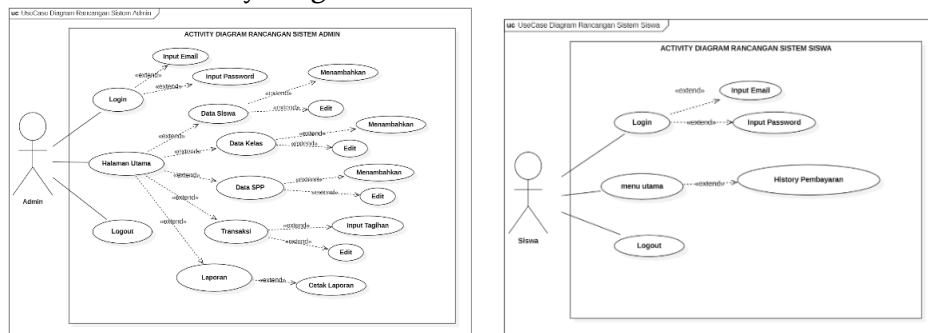 uc UseCase Diagram Rancangan Sistem Admin
ACTIVITY DIAGRAM RANCANGAN SISTEM ADMIN
Input Email
«extend»
Input Password
«extend»
Login
Menambahkan
«extend»
Data Siswa
«extend»
Edit
«extend»
Menambahkan
«extend»
Data Kelas
«extend»
Edit
«extend»
Halaman Utama
Menambahkan
«extend»
Data SPP
«extend»
Edit
«extend»
Admin
Input Tagihan
«extend»
Transaksi
«extend»
Edit
«extend»
«extend»
Logout
Laporan
«extend»
Cetak Laporan
uc UseCase Diagram Rancangan Sistem Siswa
ACTIVITY DIAGRAM RANCANGAN SISTEM SISWA
Input Email
«extend»
Login
«extend»
Input Password
menu utama
«extend»
History Pembayaran
Siswa
Logout